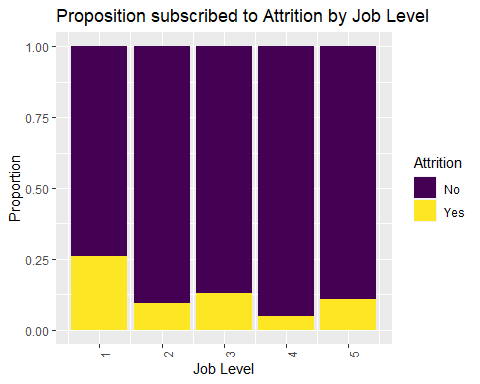 Proposition subscribed to Attrition by Job Level
1.00
0.75
0.50
0.25
0.00
Proportion
1
2
3
4
5
Job Level
Attrition
No
Yes